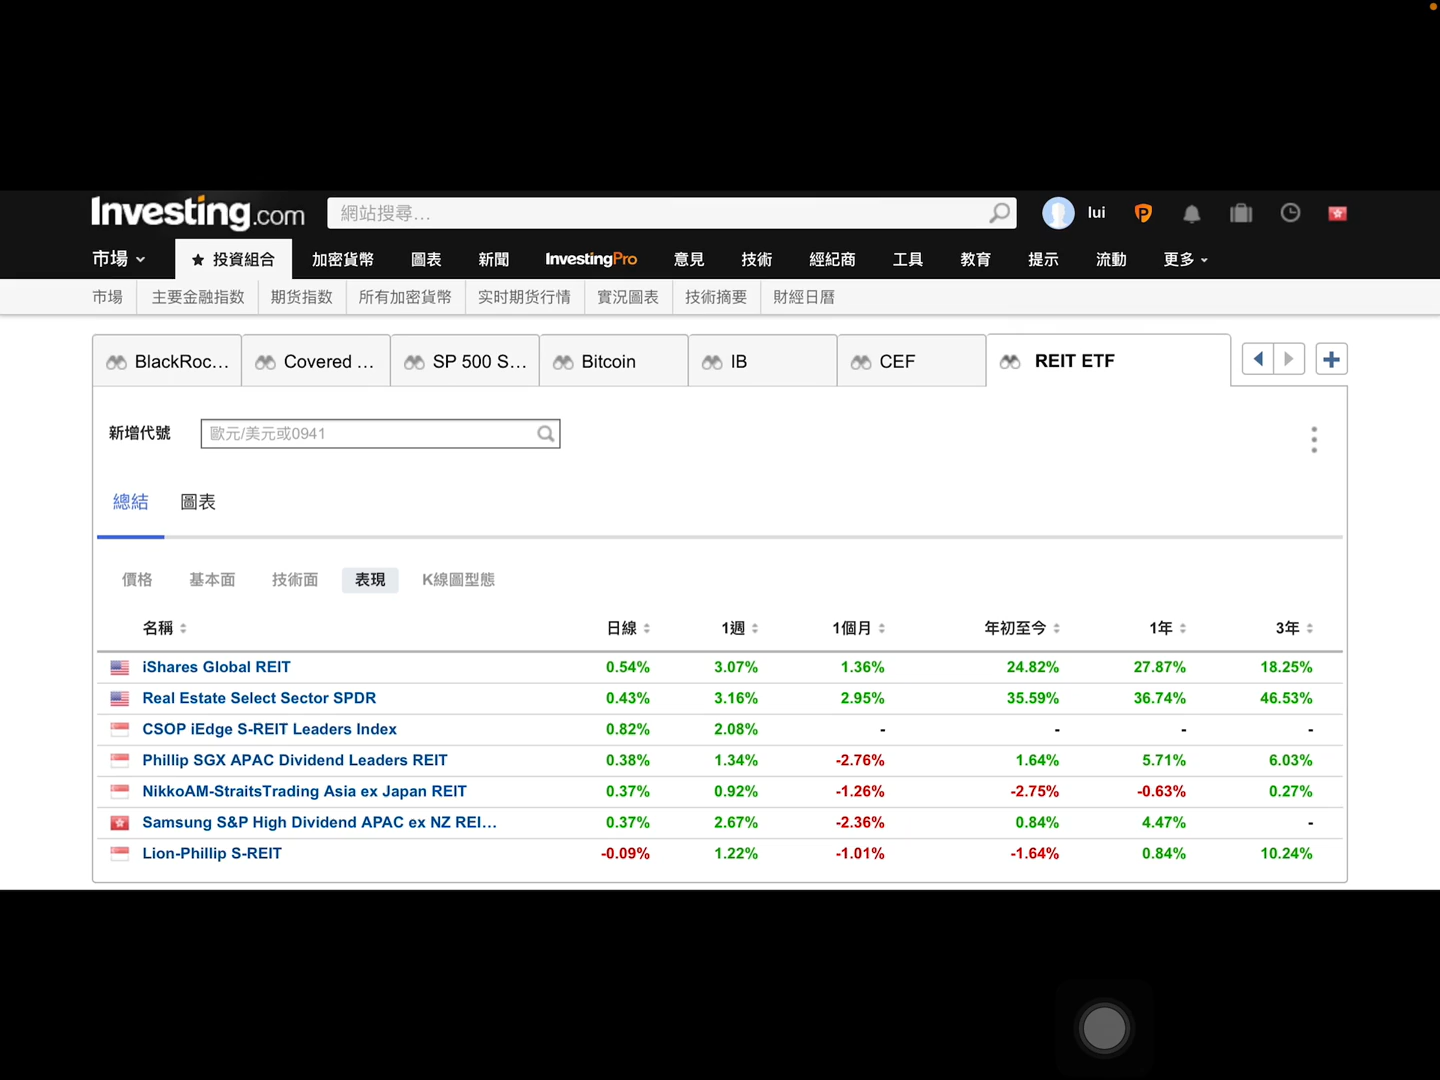 Investing.com
網站搜尋...
lui
市場
投資組合
加密貨幣
圖表
新聞
InvestingPro
意見
技術
經紀商
工具
教育
提示
流動
更多
市場
主要金融指数
期货指数
所有加密貨幣
实时期货行情
實況圖表
技術摘要
財經日曆
BlackRoc...
Covered ...
SP 500 S...
Bitcoin
IB
CEF
REIT ETF
新增代號
歐元/美元或0941
總結
圖表
價格
基本面
技術面
表現
K線圖型態
名稱 日線 1週 1個月 年初至今 1年 3年
iShares Global REIT 0.54% 3.07% 1.36% 24.82% 27.87% 18.25%
Real Estate Select Sector SPDR 0.43% 3.16% 2.95% 35.59% 36.74% 46.53%
CSOP iEdge S-REIT Leaders Index 0.82% 2.08% - - - -
Phillip SGX APAC Dividend Leaders REIT 0.38% 1.34% -2.76% 1.64% 5.71% 6.03%
NikkoAM-StraitsTrading Asia ex Japan REIT 0.37% 0.92% -1.26% -2.75% -0.63% 0.27%
Samsung S&P High Dividend APAC ex NZ REI... 0.37% 2.67% -2.36% 0.84% 4.47% -
Lion-Phillip S-REIT -0.09% 1.22% -1.01% -1.64% 0.84% 10.24%